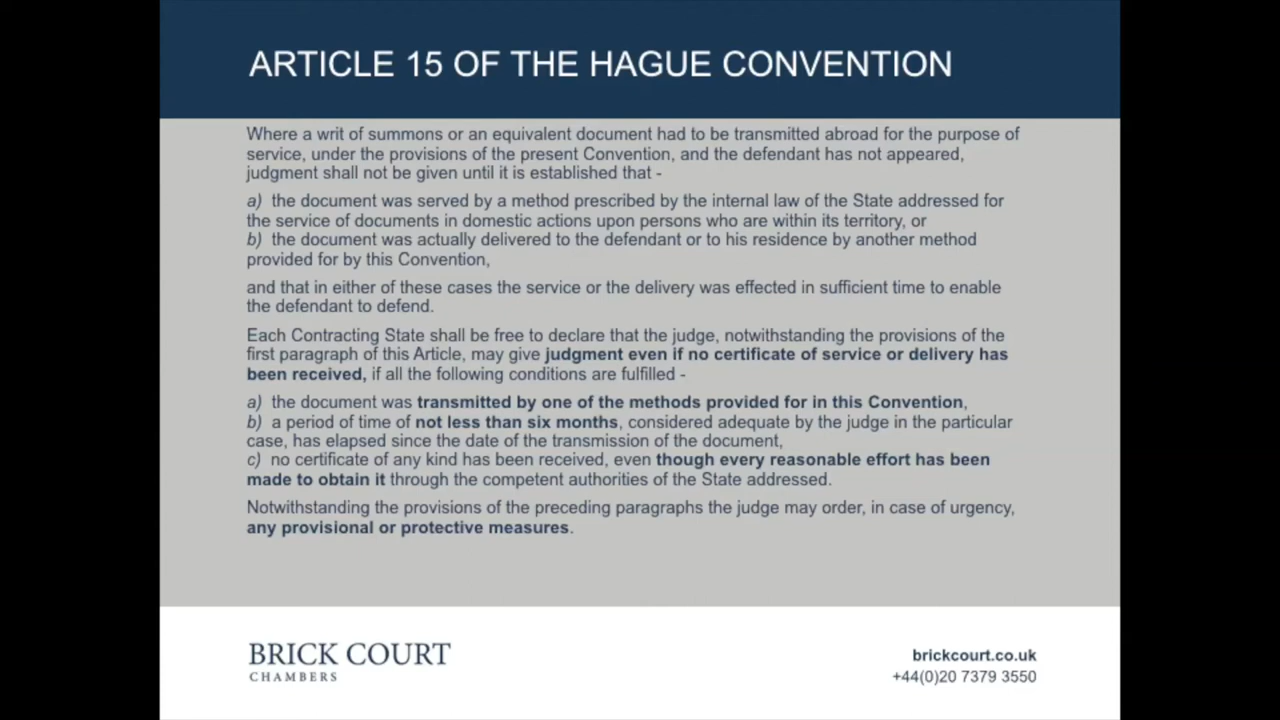 ARTICLE 15 OF THE HAGUE CONVENTION
Where a writ of summons or an equivalent document had to be transmitted abroad for the purpose of
service, under the provisions of the present Convention, and the defendant has not appeared,
judgment shall not be given until it is established that -
a) the document was served by a method prescribed by the internal law of the State addressed for
the service of documents in domestic actions upon persons who are within its territory, or
b) the document was actually delivered to the defendant or to his residence by another method
provided for by this Convention,
and that in either of these cases the service or the delivery was effected in sufficient time to enable
the defendant to defend.
Each Contracting State shall be free to declare that the judge, notwithstanding the provisions of the
first paragraph of this Article, may give judgment even if no certificate of service or delivery has
been received, if all the following conditions are fulfilled -
a) the document was transmitted by one of the methods provided for in this Convention,
b) a period of time of not less than six months, considered adequate by the judge in the particular
case, has elapsed since the date of the transmission of the document,
c) no certificate of any kind has been received, even though every reasonable effort has been
made to obtain it through the competent authorities of the State addressed.
Notwithstanding the provisions of the preceding paragraphs the judge may order, in case of urgency,
any provisional or protective measures.
BRICK COURT
CHAMBERS
brickcourt.co.uk
+44(0)20 7379 3550